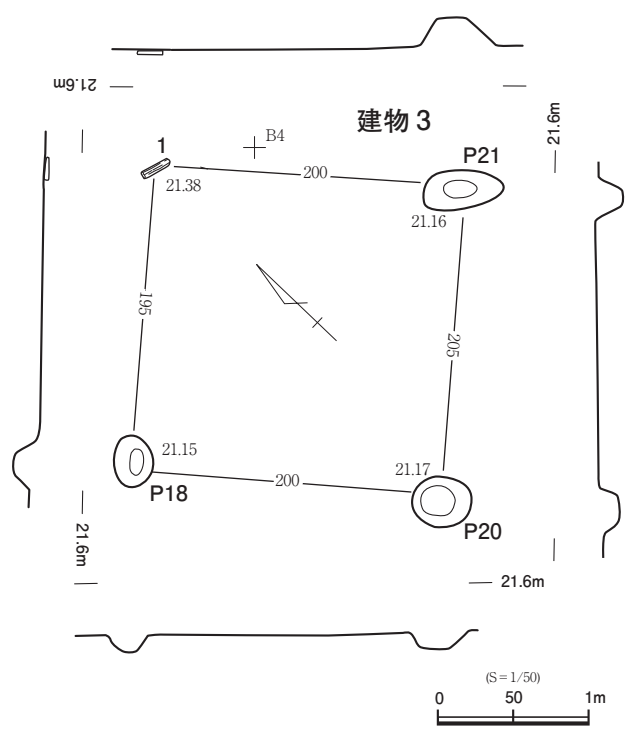 21.6m
建物 3
21.6m
B4
1
P21
21.38
200
21.16
195
205
21.15
21.17
P18
200
P20
21.6m
21.6m
(S=1/50)
0 50 1m